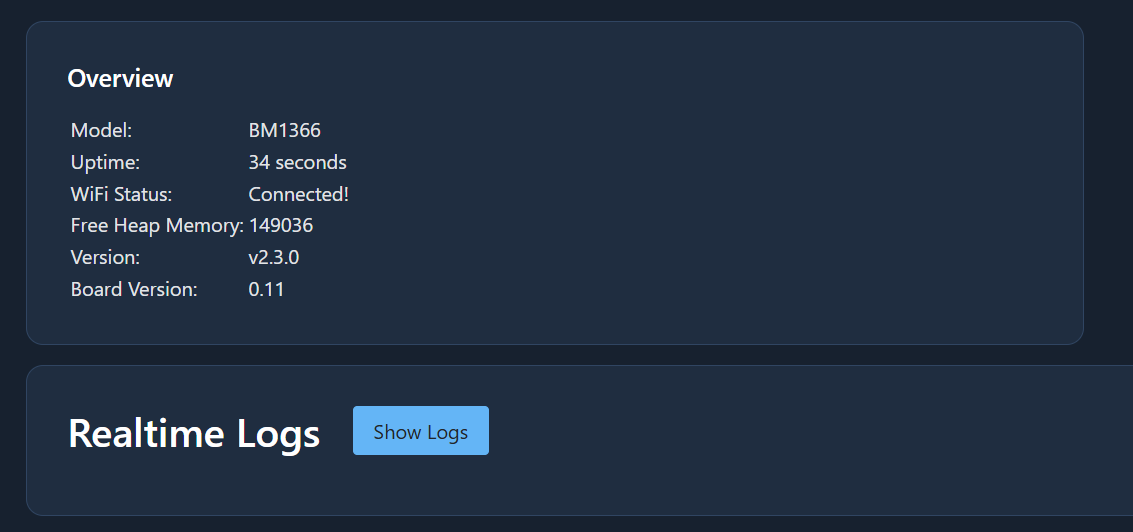 Overview
Model: BM1366
Uptime: 34 seconds
WiFi Status: Connected!
Free Heap Memory: 149036
Version: v2.3.0
Board Version: 0.11
Realtime Logs Show Logs